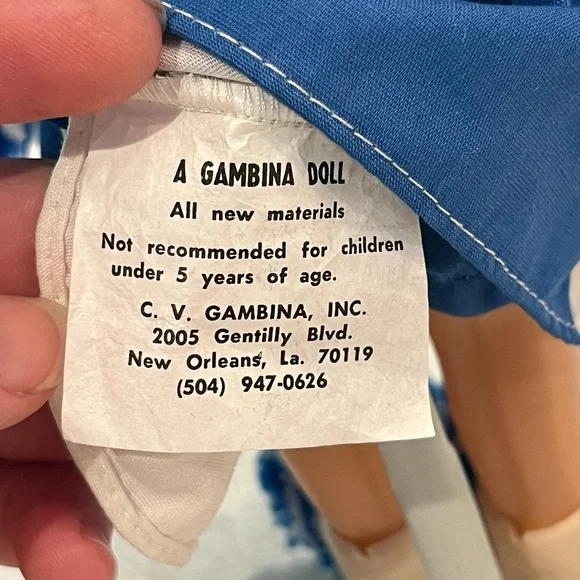 A GAMBINA DOLL
All new materials
Not recommended for children
under 5 years of age.
C. V. GAMBINA, INC.
2005 Gentilly Blvd.
New Orleans, La. 70119
(504) 947-0626